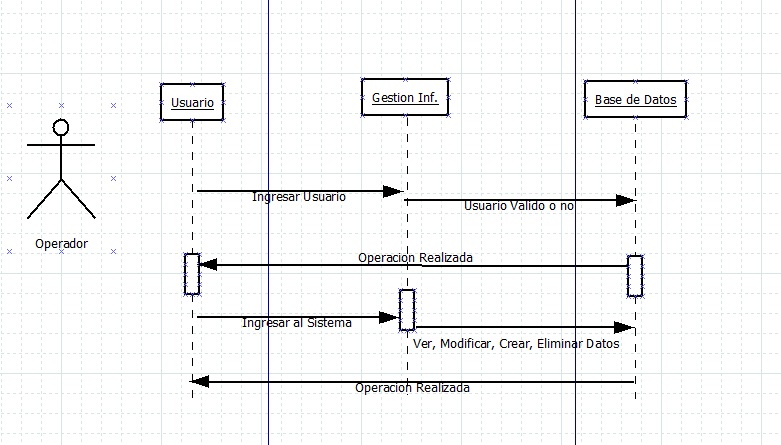 Usuario
Gestion Inf.
Base de Datos
Ingresar Usuario
Usuario Valido o no
Operador
Operacion Realizada
Ingresar al Sistema
Ver, Modificar, Crear, Eliminar Datos
Operacion Realizada